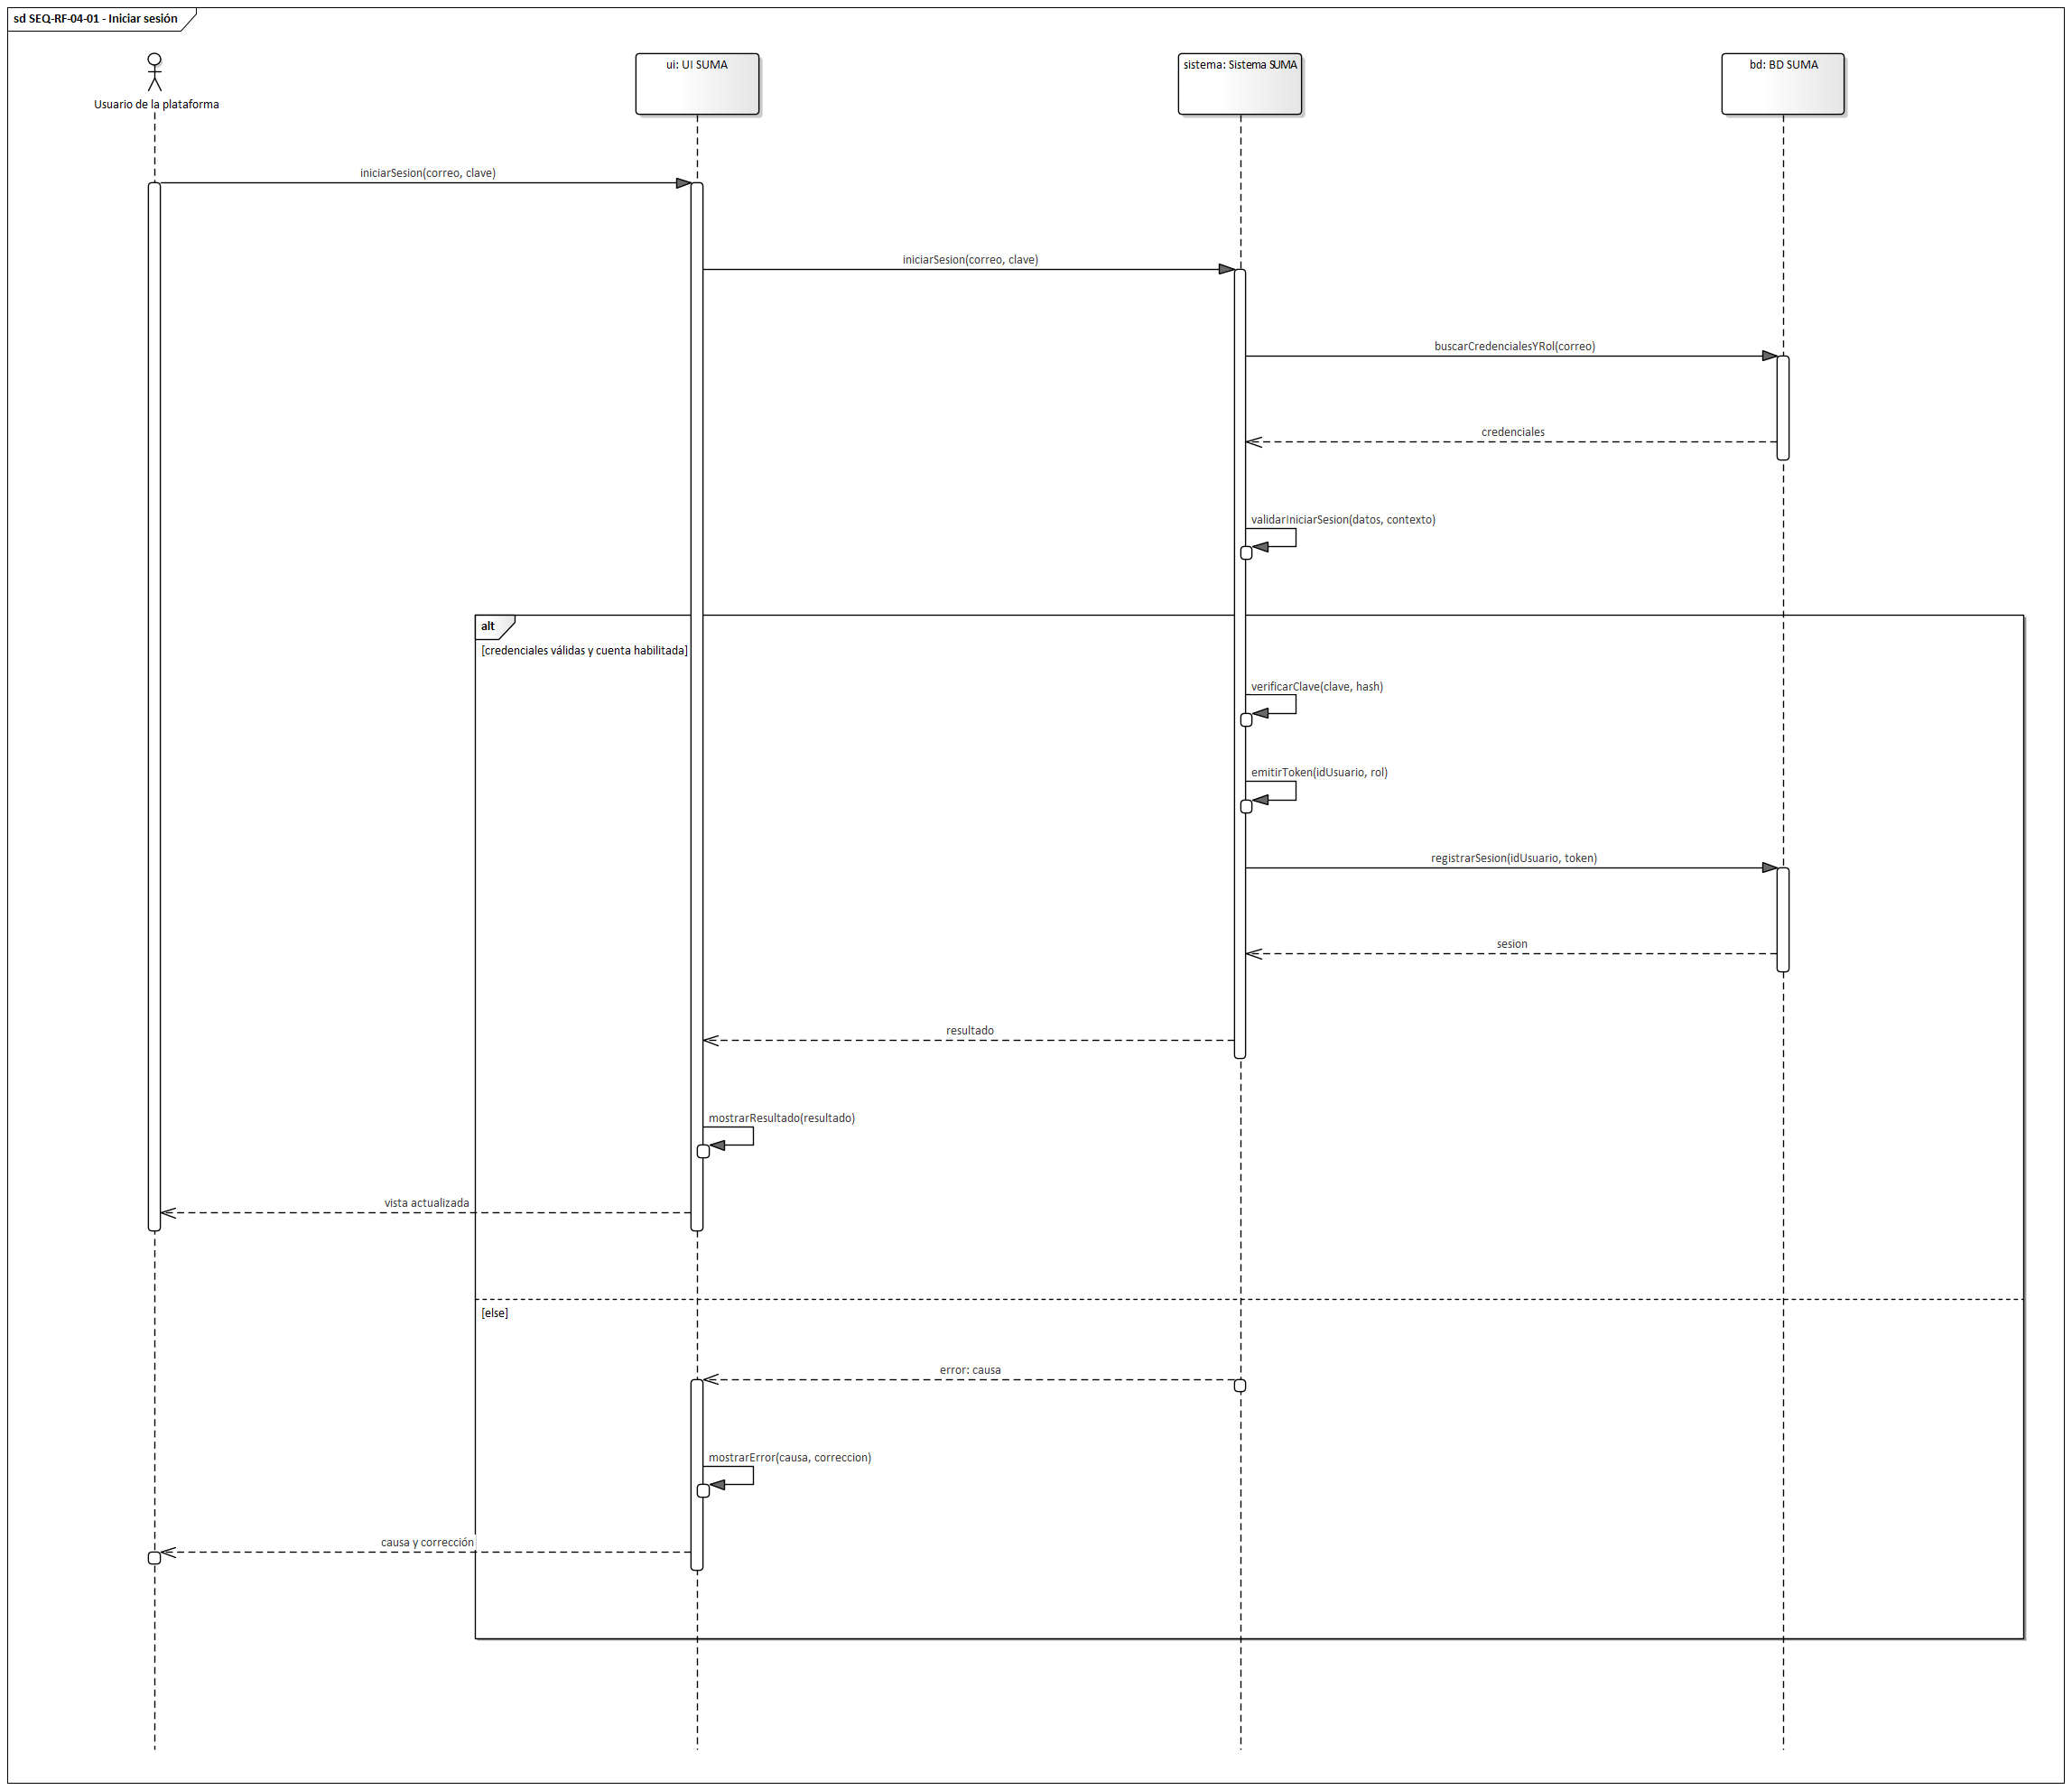 sd SEQ-RF-04-01 - Iniciar sesión
Usuario de la plataforma
ui: UI SUMA
sistema: Sistema SUMA
bd: BD SUMA
iniciarSesion(correo, clave)
iniciarSesion(correo, clave)
buscarCredencialesYRol(correo)
credenciales
validarIniciarSesion(datos, contexto)
alt
[credenciales válidas y cuenta habilitada]
verificarClave(clave, hash)
emitirToken(idUsuario, rol)
registrarSesion(idUsuario, token)
sesion
resultado
mostrarResultado(resultado)
vista actualizada
[else]
error: causa
mostrarError(causa, correccion)
causa y corrección